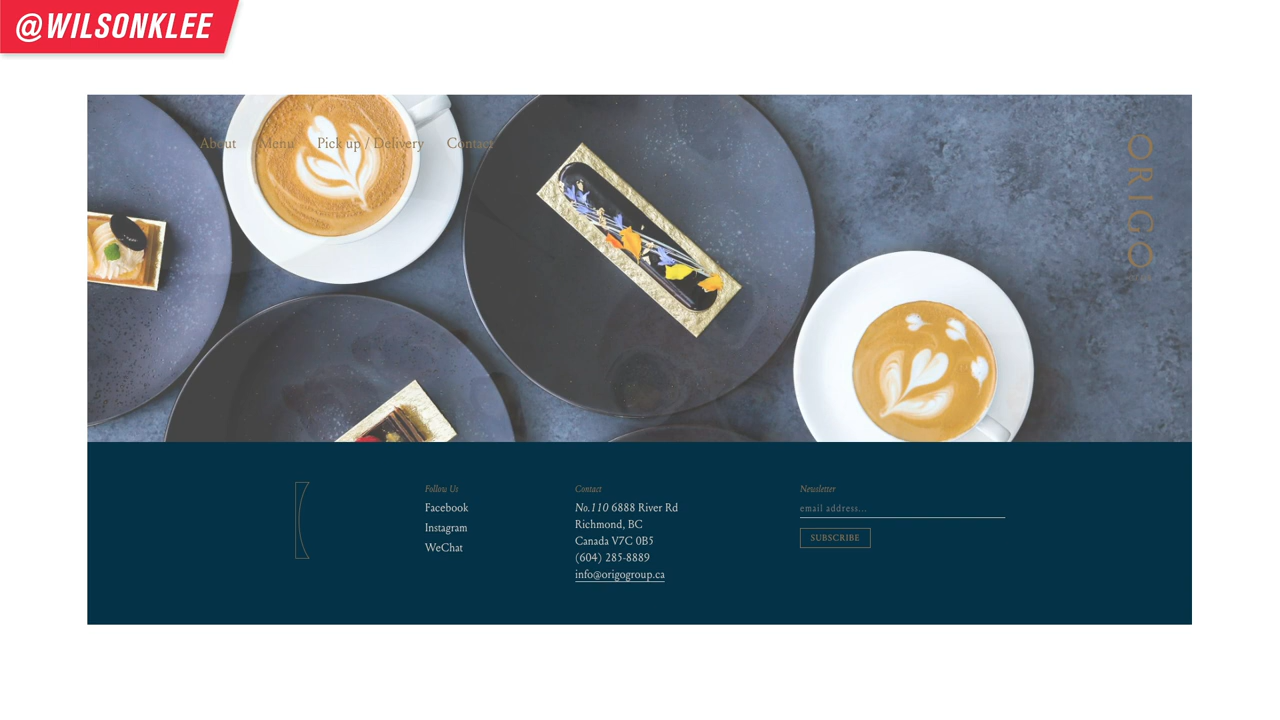 @WILSONKLEE
About Menu Pick up / Delivery Contact
ORIGO
Follow Us
Facebook
Instagram
WeChat
Contact
No.110 6888 River Rd
Richmond, BC
Canada V7C 0B5
(604) 285-8889
info@origogroup.ca
Newsletter
email address...
SUBSCRIBE